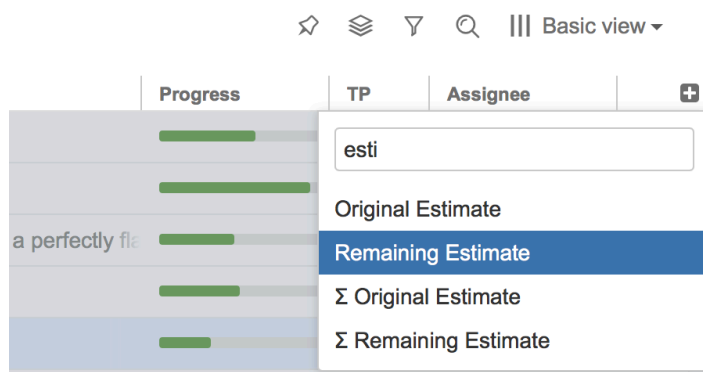 Basic view
Progress TP Assignee
esti
Original Estimate
Remaining Estimate
a perfectly fla
Σ Original Estimate
Σ Remaining Estimate